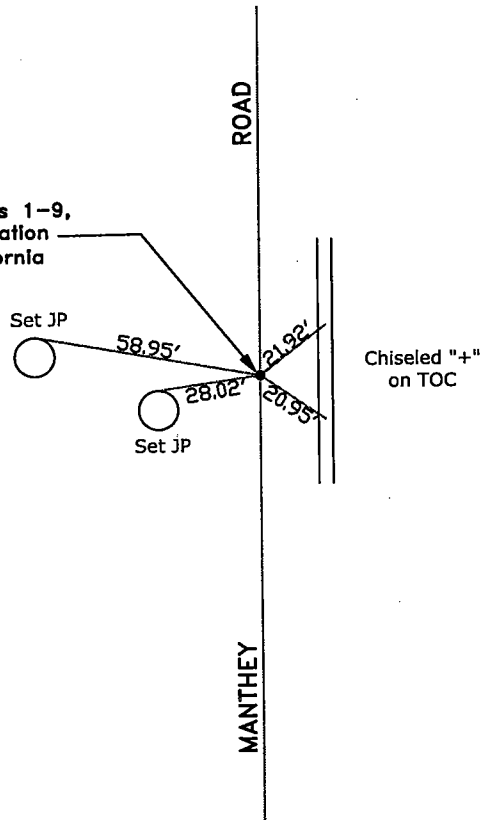 ROAD
s 1-9,
ation
ornia
Set JP
58.95'
21.92'
Chiseled "+"
on TOC
28.02'
20.95'
Set JP
MANTHEY